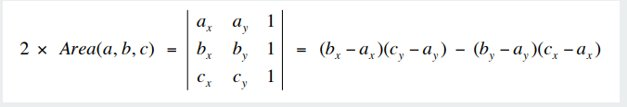 2 × Area(a, b, c) = | a_x a_y 1 ; b_x b_y 1 ; c_x c_y 1 | = (b_x − a_x)(c_y − a_y) − (b_y − a_y)(c_x − a_x)